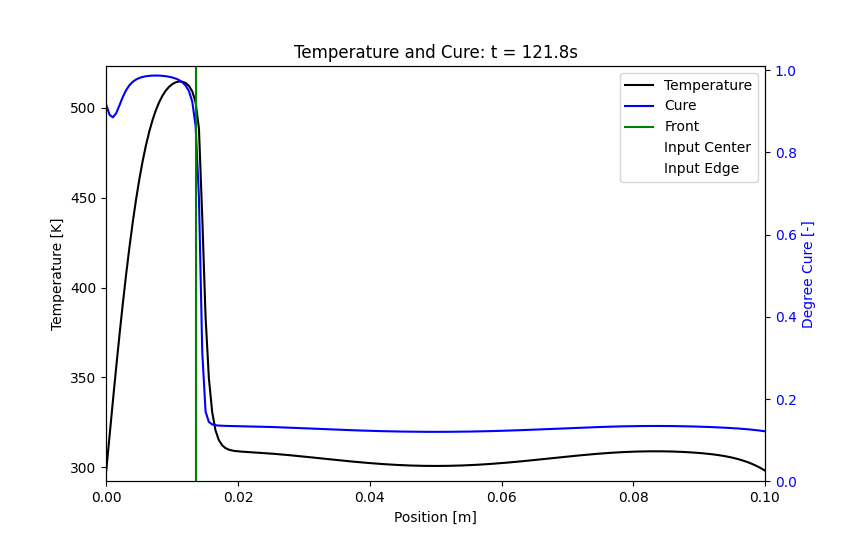 Temperature and Cure: t = 121.8s
Temperature
Cure
Front
Input Center
Input Edge
500
450
400
350
300
Temperature [K]
1.0
0.8
0.6
0.4
0.2
0.0
Degree Cure [-]
0.00 0.02 0.04 0.06 0.08 0.10
Position [m]